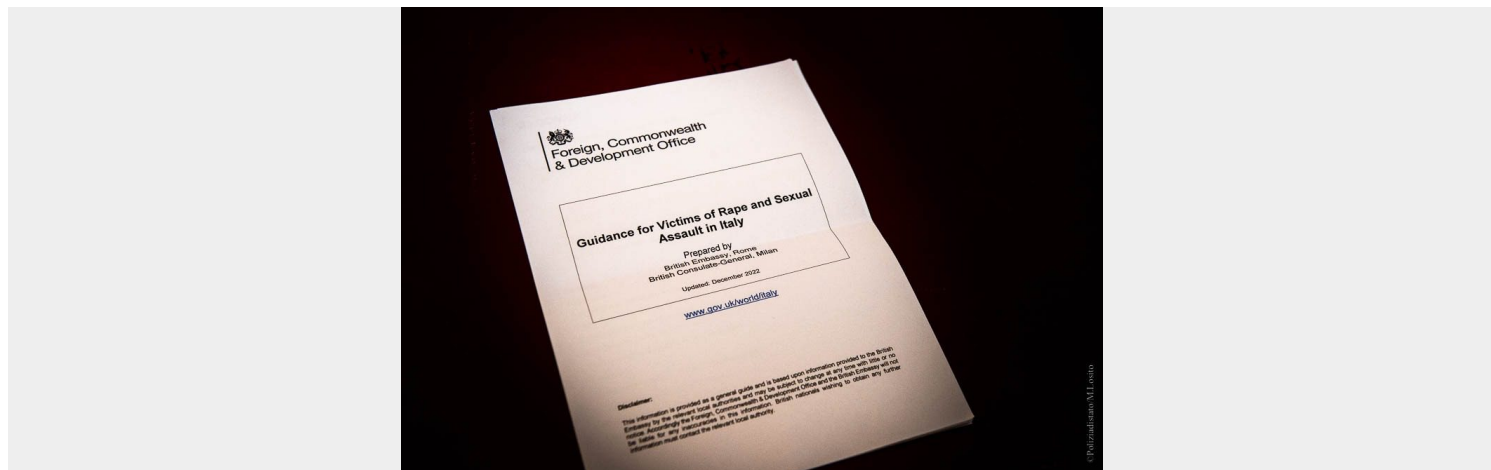 Foreign, Commonwealth
& Development Office
Guidance for Victims of Rape and Sexual
Assault in Italy
Prepared by
British Embassy, Rome
British Consulate-General, Milan
Updated: December 2022
www.gov.uk/world/italy
Disclaimer:
This information is provided as a general guide and is based upon information provided to the British
Embassy by the relevant local authorities and may be subject to change at any time with little or no
notice. Accordingly the Foreign, Commonwealth & Development Office and the British Embassy will not
be liable for any inaccuracies in this information. British nationals wishing to obtain any further
information must contact the relevant local authority.
©Poliziadistato/M.Losito